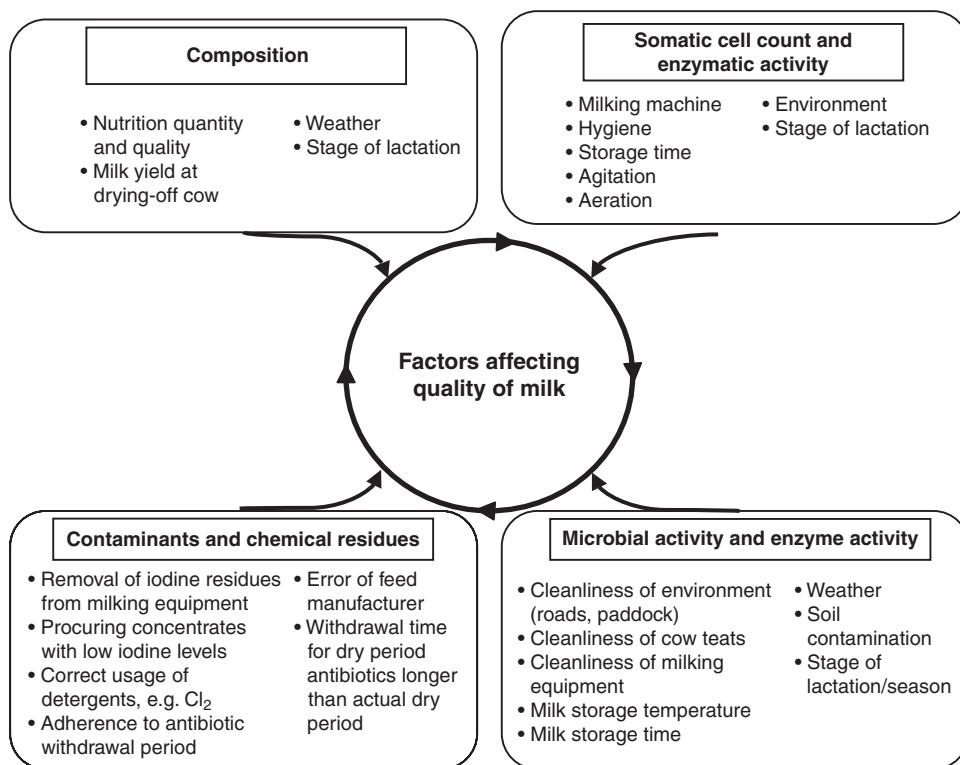 Composition
• Nutrition quantity
and quality
• Milk yield at
drying-off cow
• Weather
• Stage of lactation
Somatic cell count and
enzymatic activity
• Milking machine
• Hygiene
• Storage time
• Agitation
• Aeration
• Environment
• Stage of lactation
Factors affecting
quality of milk
Contaminants and chemical residues
• Removal of iodine residues
from milking equipment
• Procuring concentrates
with low iodine levels
• Correct usage of
detergents, e.g. Cl₂
• Adherence to antibiotic
withdrawal period
• Error of feed
manufacturer
• Withdrawal time
for dry period
antibiotics longer
than actual dry
period
Microbial activity and enzyme activity
• Cleanliness of environment
(roads, paddock)
• Cleanliness of cow teats
• Cleanliness of milking
equipment
• Milk storage temperature
• Milk storage time
• Weather
• Soil
contamination
• Stage of
lactation/season